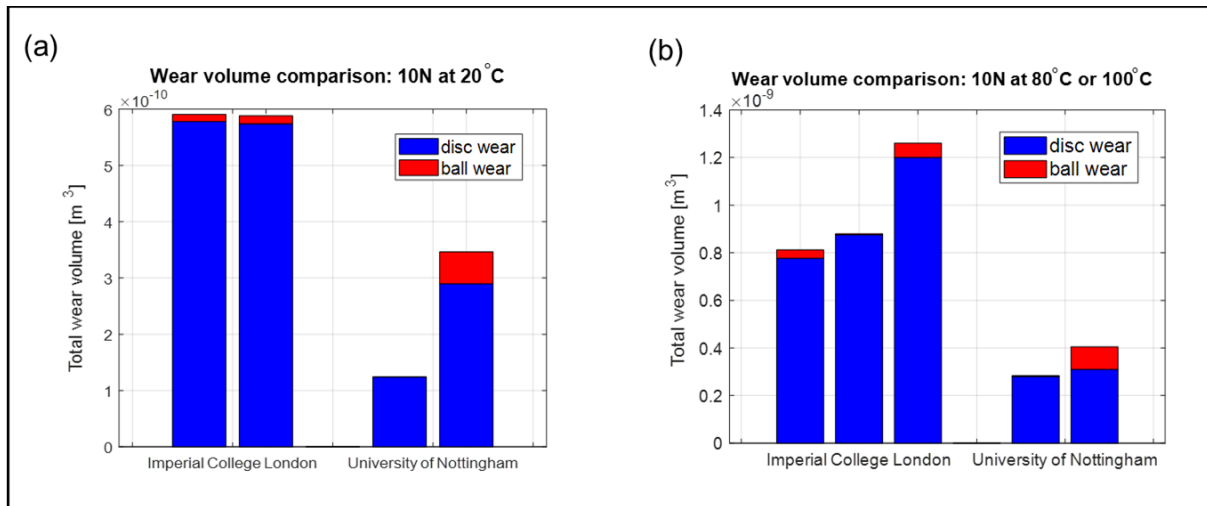 (a)
Wear volume comparison: 10N at 20°C
×10⁻¹⁰
6
5
4
3
2
1
0
Total wear volume [m³]
disc wear
ball wear
Imperial College London
University of Nottingham
(b)
Wear volume comparison: 10N at 80°C or 100°C
×10⁻⁹
1.4
1.2
1
0.8
0.6
0.4
0.2
0
Total wear volume [m³]
disc wear
ball wear
Imperial College London
University of Nottingham